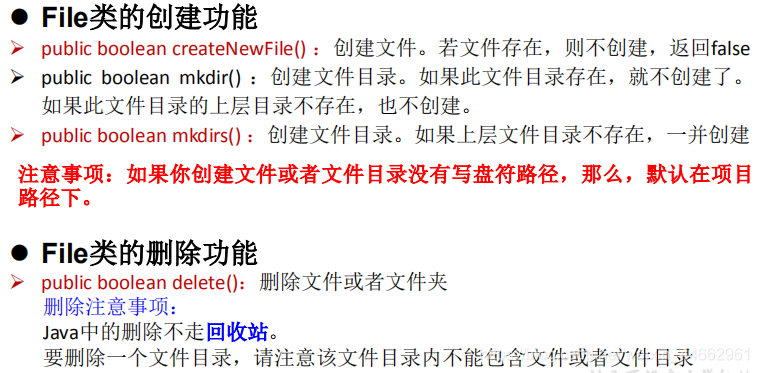 ● File类的创建功能
➢ public boolean createNewFile() ：创建文件。若文件存在，则不创建，返回false
➢ public boolean mkdir() ：创建文件目录。如果此文件目录存在，就不创建了。
如果此文件目录的上层目录不存在，也不创建。
➢ public boolean mkdirs() ：创建文件目录。如果上层文件目录不存在，一并创建
注意事项：如果你创建文件或者文件目录没有写盘符路径，那么，默认在项目
路径下。
● File类的删除功能
➢ public boolean delete()：删除文件或者文件夹
删除注意事项：
Java中的删除不走回收站。
要删除一个文件目录，请注意该文件目录内不能包含文件或者文件目录